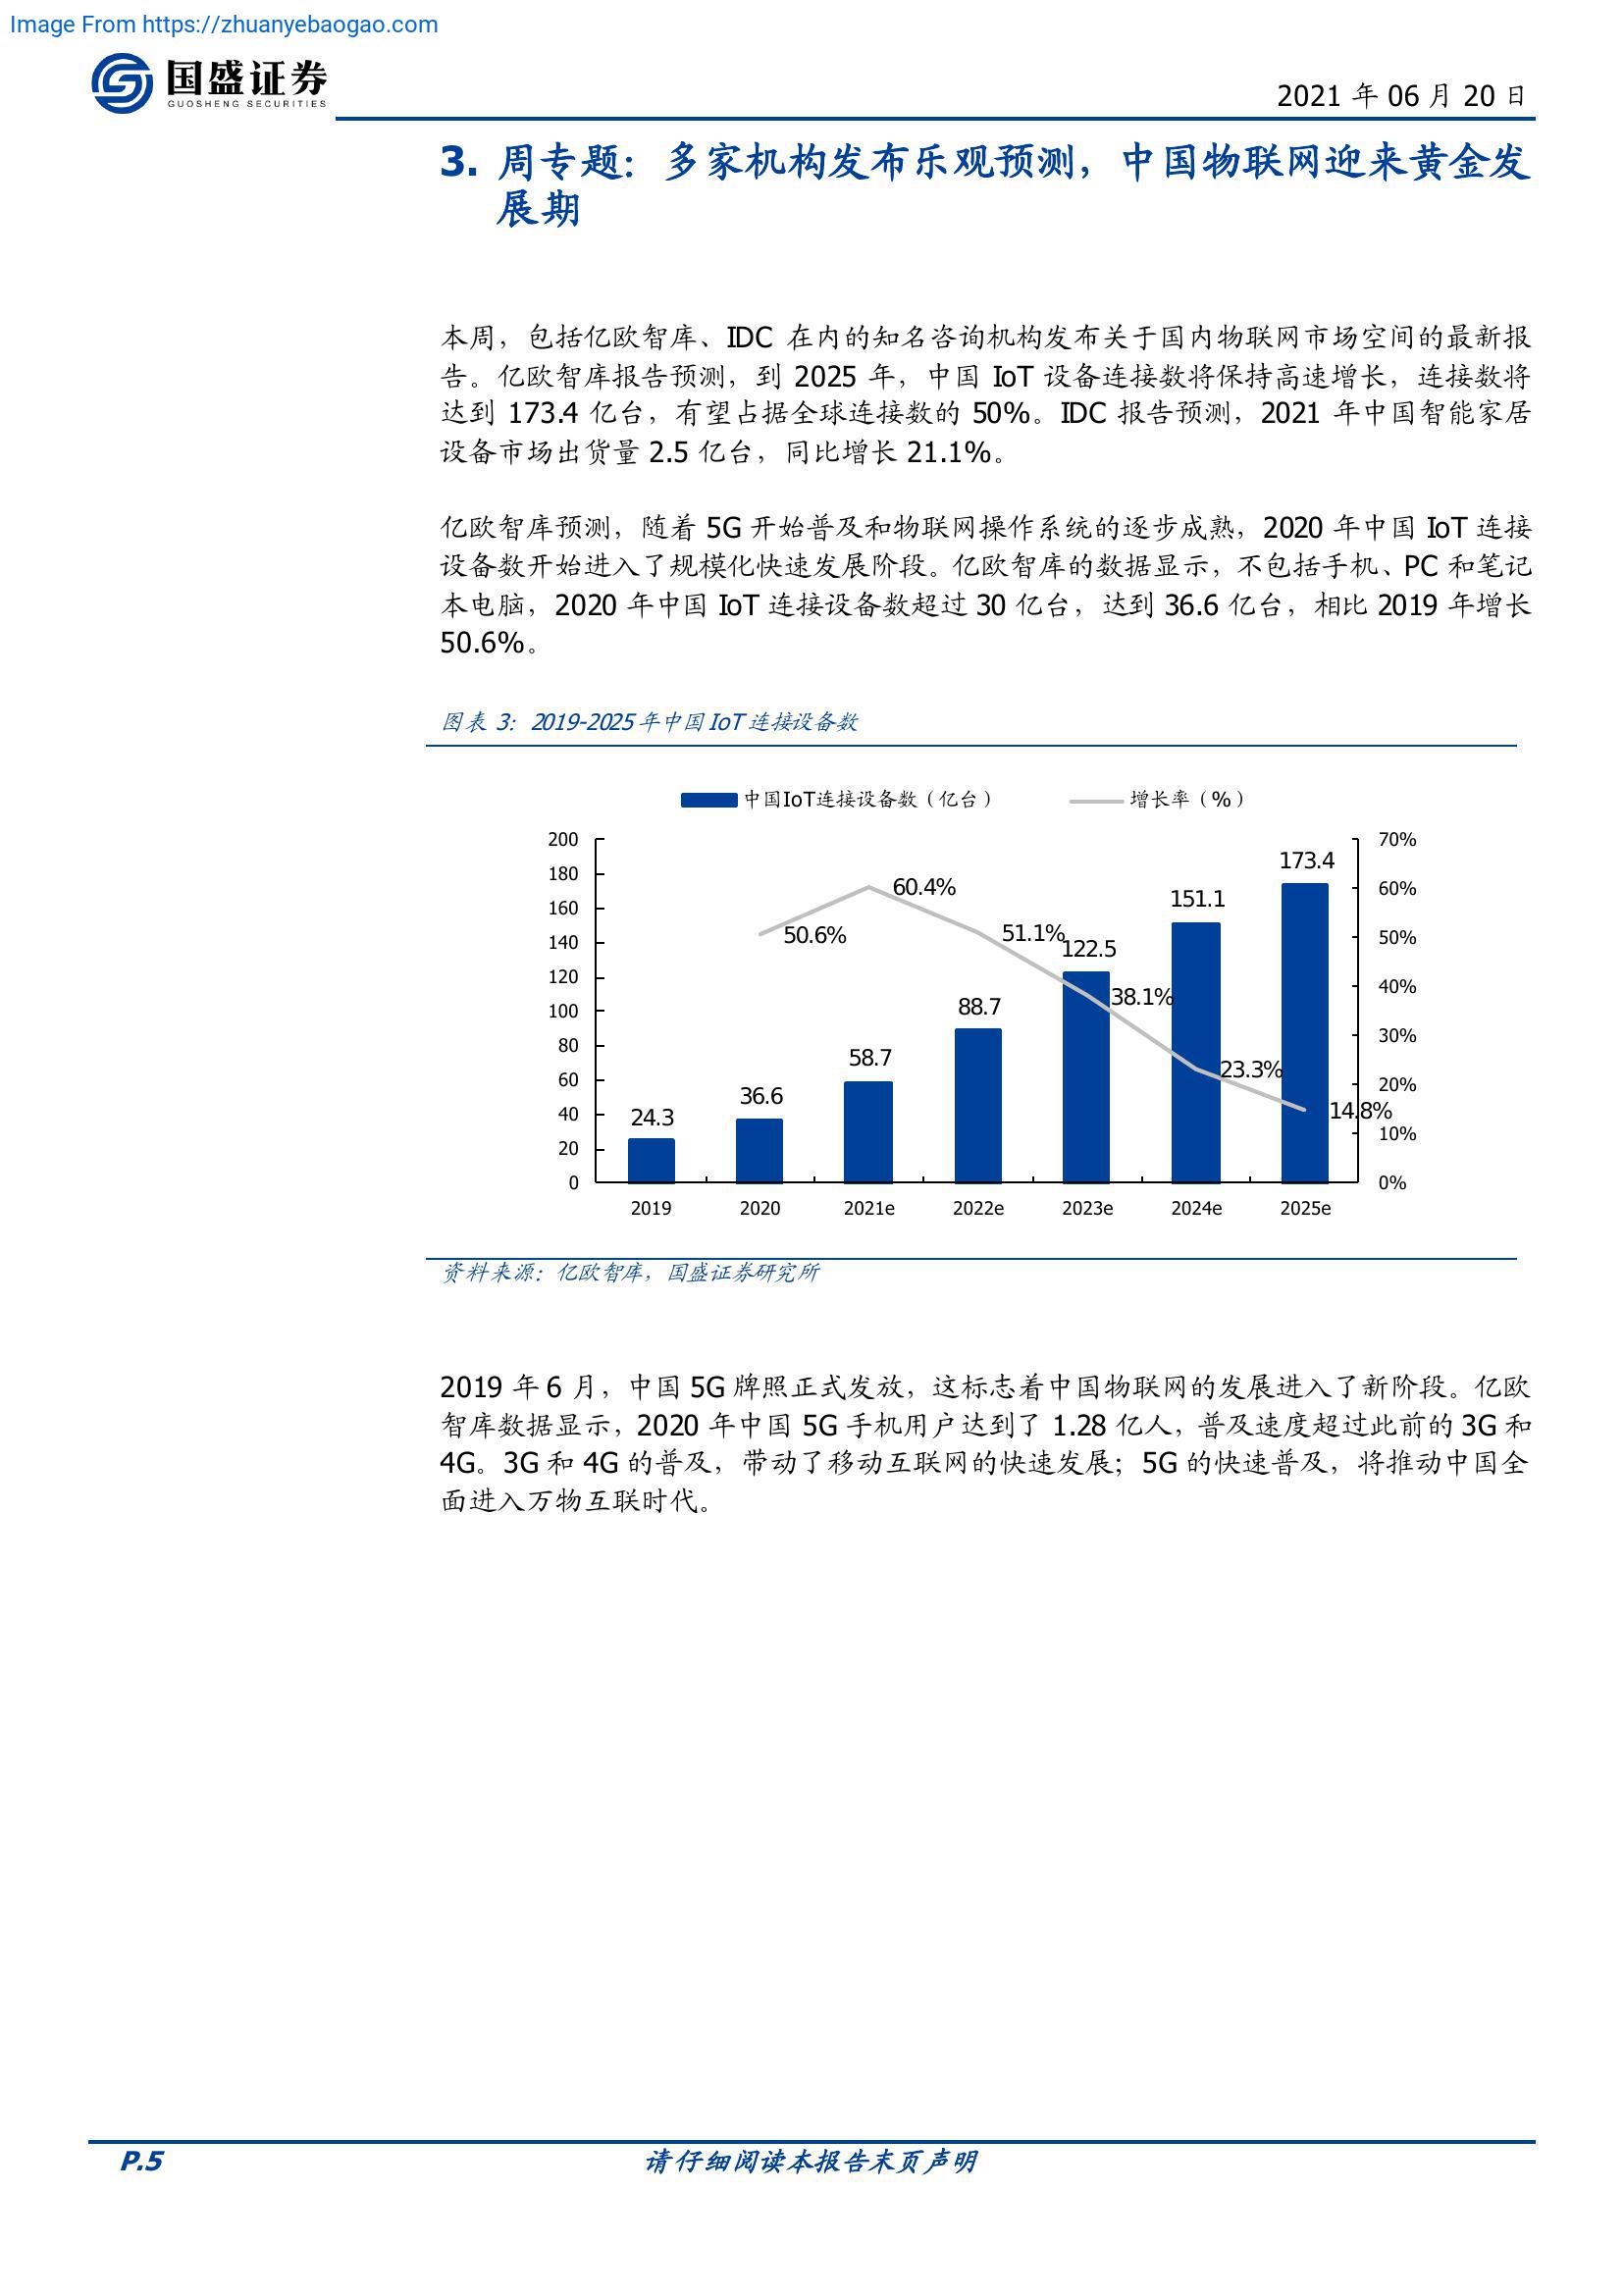 Image From https://zhuanyebaogao.com
国盛证券
GUOSHENG SECURITIES
2021 年 06 月 20 日
3. 周专题：多家机构发布乐观预测，中国物联网迎来黄金发
展期
本周，包括亿欧智库、IDC 在内的知名咨询机构发布关于国内物联网市场空间的最新报
告。亿欧智库报告预测，到 2025 年，中国 IoT 设备连接数将保持高速增长，连接数将
达到 173.4 亿台，有望占据全球连接数的 50%。IDC 报告预测，2021 年中国智能家居
设备市场出货量 2.5 亿台，同比增长 21.1%。
亿欧智库预测，随着 5G 开始普及和物联网操作系统的逐步成熟，2020 年中国 IoT 连接
设备数开始进入了规模化快速发展阶段。亿欧智库的数据显示，不包括手机、PC 和笔记
本电脑，2020 年中国 IoT 连接设备数超过 30 亿台，达到 36.6 亿台，相比 2019 年增长
50.6%。
图表 3：2019-2025 年中国 IoT 连接设备数
中国IoT连接设备数（亿台） 增长率（%）
200 70%
180 173.4
160 60.4% 151.1 60%
140 50.6% 51.1% 122.5 50%
120 38.1% 40%
100 88.7
80 58.7 30%
60 36.6 23.3% 20%
40 24.3 14.8%
20 10%
0 0%
2019 2020 2021e 2022e 2023e 2024e 2025e
资料来源：亿欧智库，国盛证券研究所
2019 年 6 月，中国 5G 牌照正式发放，这标志着中国物联网的发展进入了新阶段。亿欧
智库数据显示，2020 年中国 5G 手机用户达到了 1.28 亿人，普及速度超过此前的 3G 和
4G。3G 和 4G 的普及，带动了移动互联网的快速发展；5G 的快速普及，将推动中国全
面进入万物互联时代。
P.5 请仔细阅读本报告末页声明